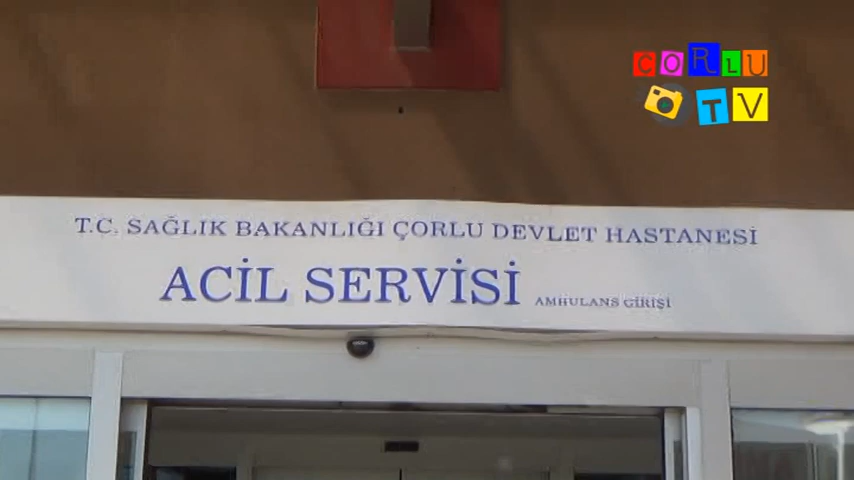 ÇORLU
TV
T.C. SAĞLIK BAKANLIĞI ÇORLU DEVLET HASTANESİ
ACİL SERVİSİ AMBULANS GİRİŞİ